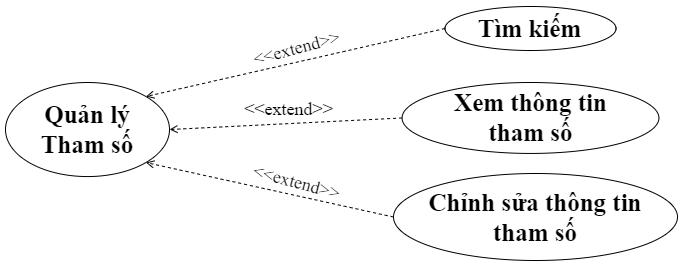 Tìm kiếm
<<extend>>
Quản lý
Tham số
<<extend>>
Xem thông tin
tham số
<<extend>>
Chỉnh sửa thông tin
tham số